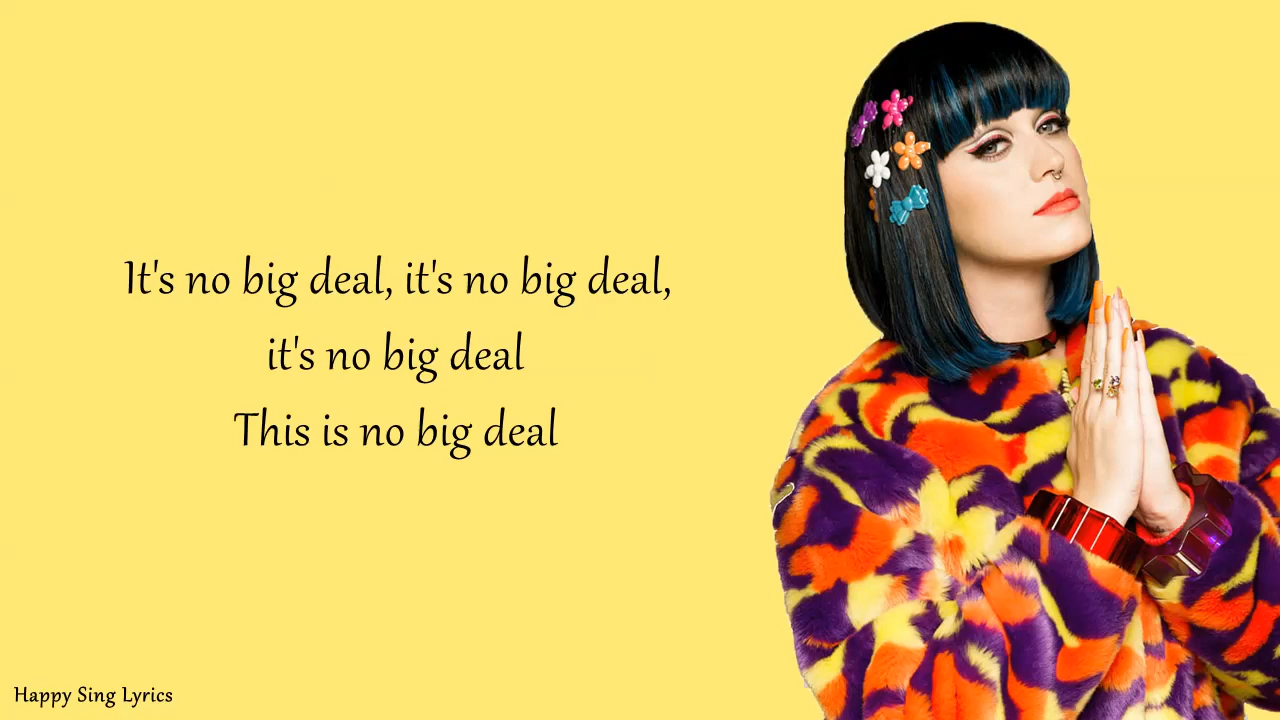 It's no big deal, it's no big deal,
it's no big deal
This is no big deal
Happy Sing Lyrics